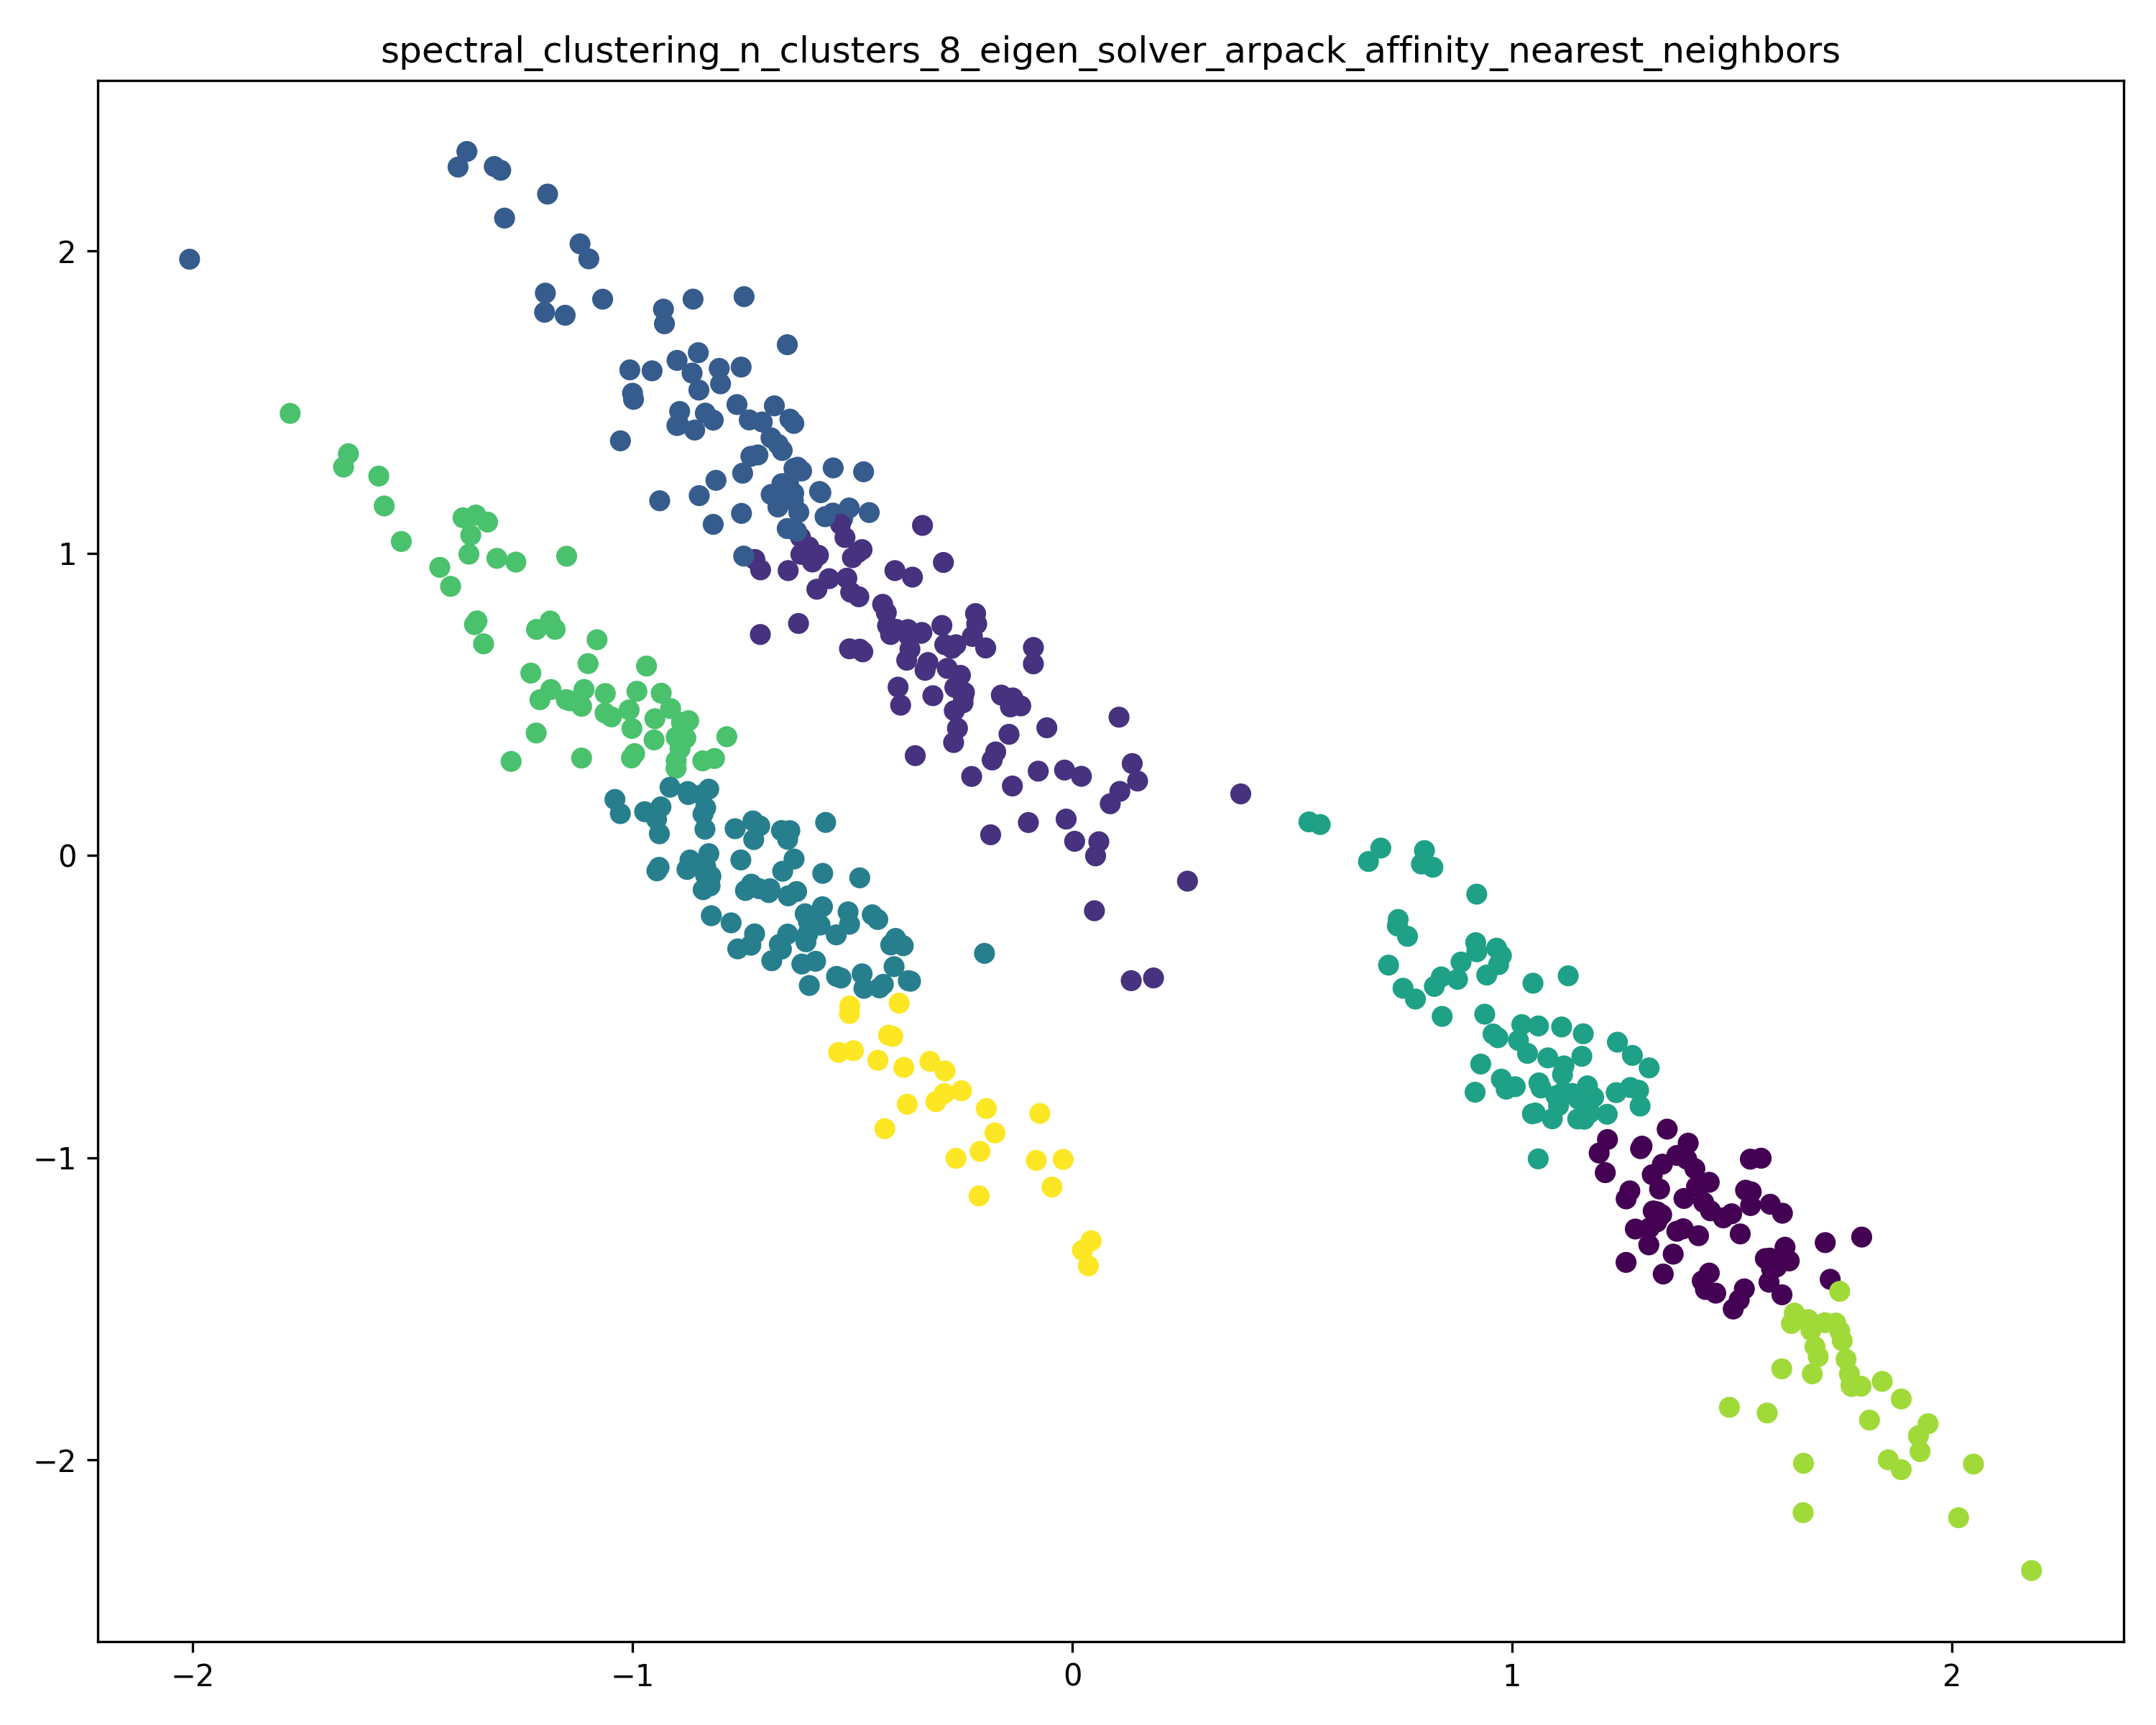 spectral_clustering_n_clusters_8_eigen_solver_arpack_affinity_nearest_neighbors
2
1
0
−1
−2
−2 −1 0 1 2